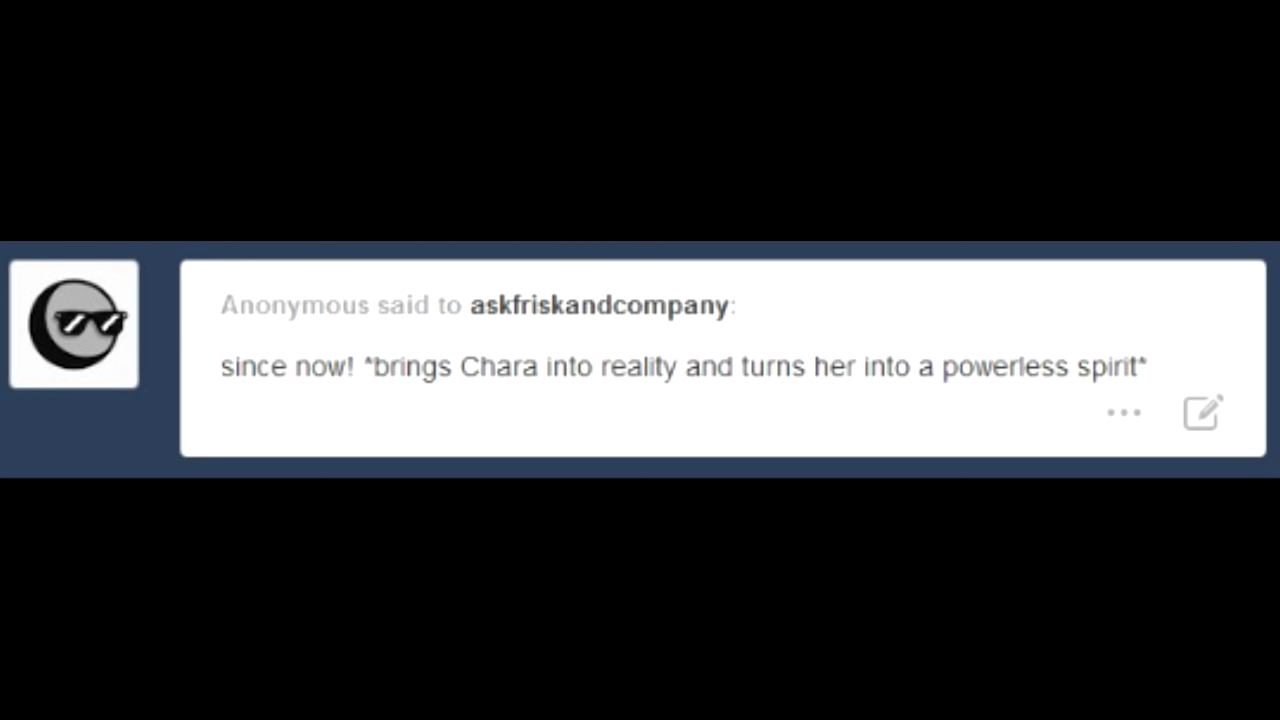 Anonymous said to askfriskandcompany:
since now! *brings Chara into reality and turns her into a powerless spirit*